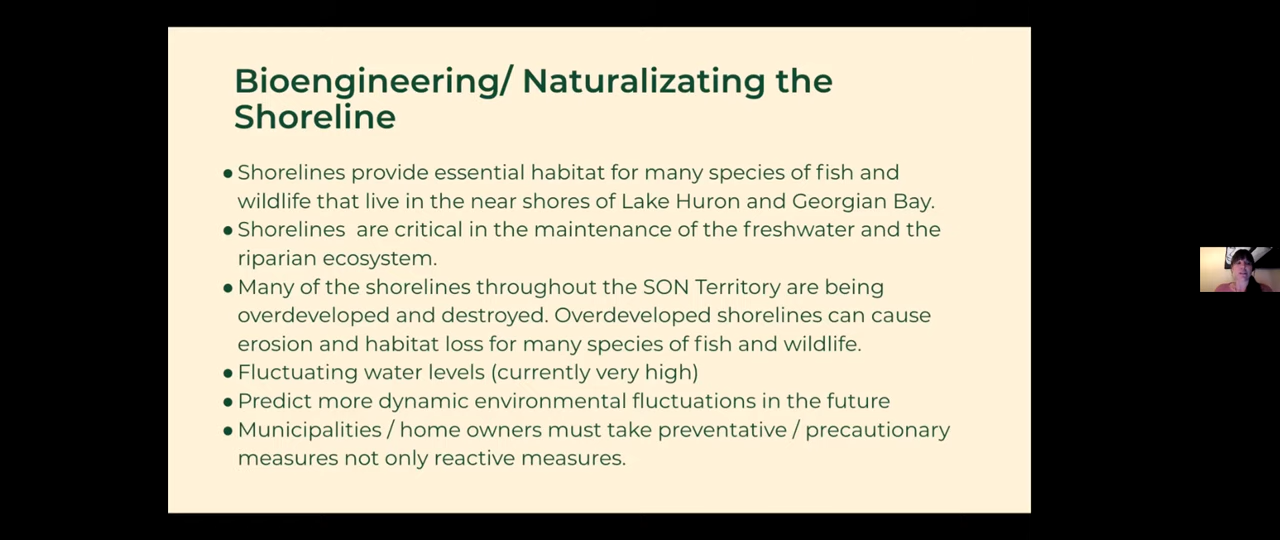 Bioengineering/ Naturalizating the
Shoreline
● Shorelines provide essential habitat for many species of fish and
wildlife that live in the near shores of Lake Huron and Georgian Bay.
● Shorelines  are critical in the maintenance of the freshwater and the
riparian ecosystem.
● Many of the shorelines throughout the SON Territory are being
overdeveloped and destroyed. Overdeveloped shorelines can cause
erosion and habitat loss for many species of fish and wildlife.
● Fluctuating water levels (currently very high)
● Predict more dynamic environmental fluctuations in the future
● Municipalities / home owners must take preventative / precautionary
measures not only reactive measures.